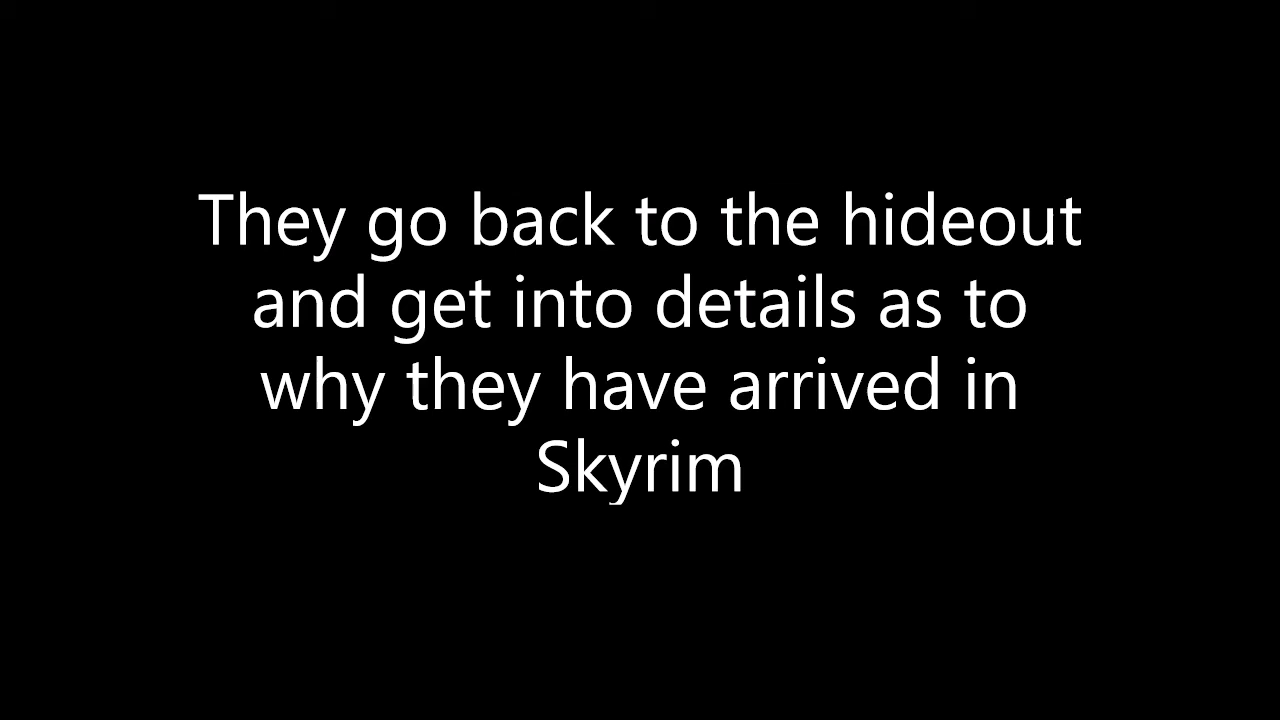 They go back to the hideout
and get into details as to
why they have arrived in
Skyrim